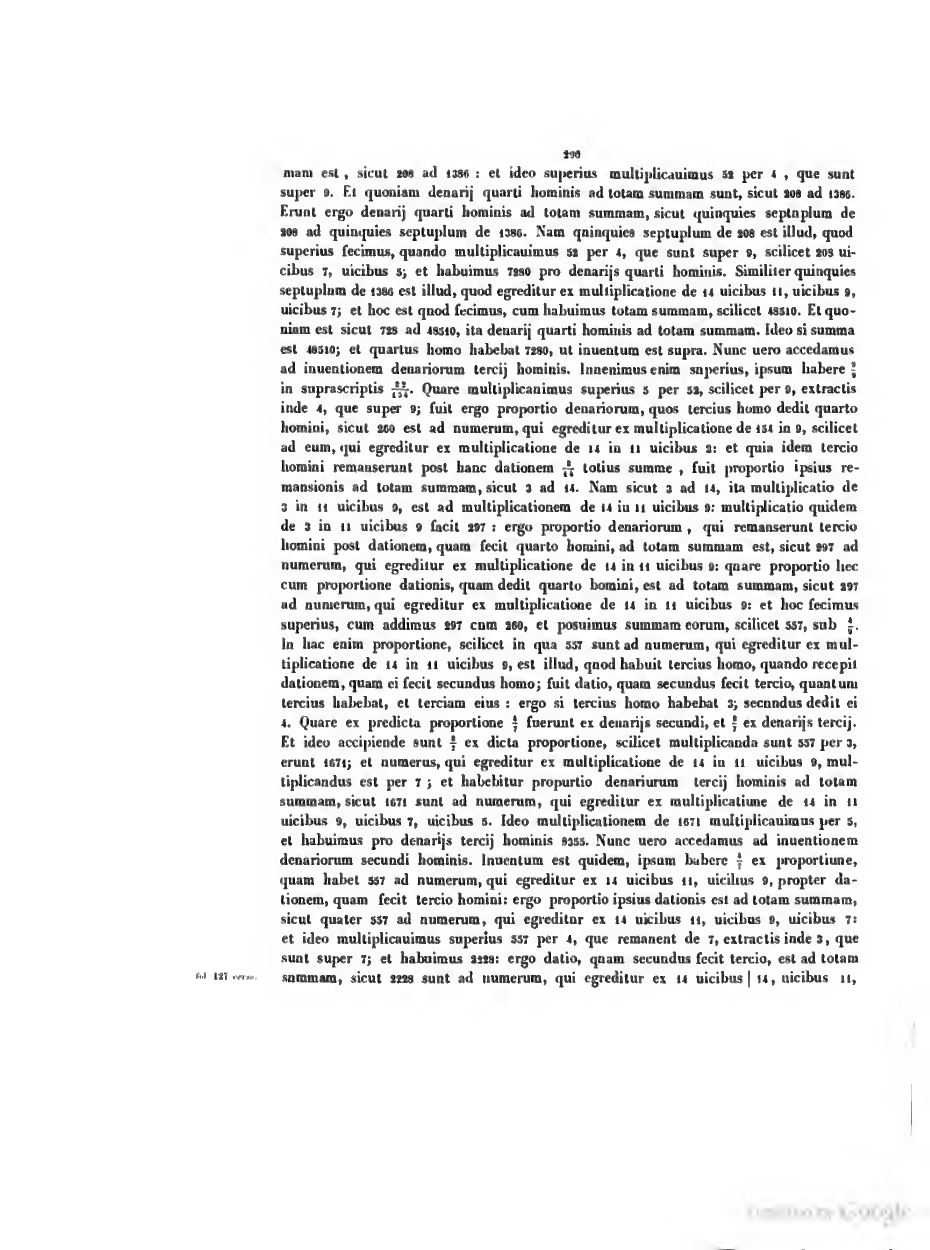 290
mam est, sicut 208 ad 1386 : et ideo superius multiplicauimus 52 per 4 , que sunt
super 9. Et quoniam denarij quarti hominis ad totam summam sunt, sicut 208 ad 1386.
Erunt ergo denarij quarti hominis ad totam summam, sicut quinquies septuplum de
208 ad quinquies septuplum de 1386. Nam quinquies septuplum de 208 est illud, quod
superius fecimus, quando multiplicauimus 52 per 4, que sunt super 9, scilicet 208 ui-
cibus 7, uicibus 5; et habuimus 7280 pro denarijs quarti hominis. Similiter quinquies
septuplum de 1386 est illud, quod egreditur ex multiplicatione de 14 uicibus 11, uicibus 9,
uicibus 7; et hoc est quod fecimus, cum habuimus totam summam, scilicet 48510. Et quo-
niam est sicut 728 ad 48510, ita denarij quarti hominis ad totam summam. Ideo si summa
est 48510; et quartus homo habebat 7280, ut inuentum est supra. Nunc uero accedamus
ad inuentionem denariorum tercij hominis. Inuenimus enim superius, ipsum habere 5/9
in suprascriptis 52/154. Quare multiplicauimus superius 5 per 52, scilicet per 9, extractis
inde 4, que super 9; fuit ergo proportio denariorum, quos tercius homo dedit quarto
homini, sicut 260 est ad numerum, qui egreditur ex multiplicatione de 154 in 9, scilicet
ad eum, qui egreditur ex multiplicatione de 14 in 11 uicibus 2: et quia idem tercio
homini remanserunt post hanc dationem 3/14 totius summe , fuit proportio ipsius re-
mansionis ad totam summam, sicut 3 ad 14. Nam sicut 3 ad 14, ita multiplicatio de
3 in 11 uicibus 9, est ad multiplicationem de 14 in 11 uicibus 9: multiplicatio quidem
de 3 in 11 uicibus 9 facit 297 : ergo proportio denariorum , qui remanserunt tercio
homini post dationem, quam fecit quarto homini, ad totam summam est, sicut 297 ad
numerum, qui egreditur ex multiplicatione de 14 in 11 uicibus 9: quare proportio hec
cum proportione dationis, quam dedit quarto homini, est ad totam summam, sicut 297
ad numerum, qui egreditur ex multiplicatione de 14 in 11 uicibus 9: et hoc fecimus
superius, cum addimus 297 cum 260, et posuimus summam eorum, scilicet 557, sub 4/9.
In hac enim proportione, scilicet in qua 557 sunt ad numerum, qui egreditur ex mul-
tiplicatione de 14 in 11 uicibus 9, est illud, quod habuit tercius homo, quando recepit
dationem, quam ei fecit secundus homo; fuit datio, quam secundus fecit tercio, quantum
tercius habebat, et terciam eius : ergo si tercius homo habebat 3; secundus dedit ei
4. Quare ex predicta proportione 4/7 fuerunt ex denarijs secundi, et 3/7 ex denarijs tercij.
Et ideo accipiende sunt 3/7 ex dicta proportione, scilicet multiplicanda sunt 557 per 3,
erunt 1671; et numerus, qui egreditur ex multiplicatione de 14 in 11 uicibus 9, mul-
tiplicandus est per 7 ; et habebitur propurtio denariurum tercij hominis ad totam
summam, sicut 1671 sunt ad numerum, qui egreditur ex multiplicatiune de 14 in 11
uicibus 9, uicibus 7, uicibus 5. Ideo multiplicationem de 1671 multiplicauimus per 5,
et habuimus pro denarijs tercij hominis 8355. Nunc uero accedamus ad inuentionem
denariorum secundi hominis. Inuentum est quidem, ipsum habere 4/7 ex proportiune,
quam habet 557 ad numerum, qui egreditur ex 14 uicibus 11, uicibus 9, propter da-
tionem, quam fecit tercio homini: ergo proportio ipsius dationis est ad totam summam,
sicut quater 557 ad numerum, qui egreditur ex 14 uicibus 11, uicibus 9, uicibus 7:
et ideo multiplicauimus superius 557 per 4, que remanent de 7, extractis inde 3, que
sunt super 7; et habuimus 2228: ergo datio, quam secundus fecit tercio, est ad totam
fol. 127 verso.
summam, sicut 2228 sunt ad numerum, qui egreditur ex 14 uicibus | 14, uicibus 11,
Digitized by Google